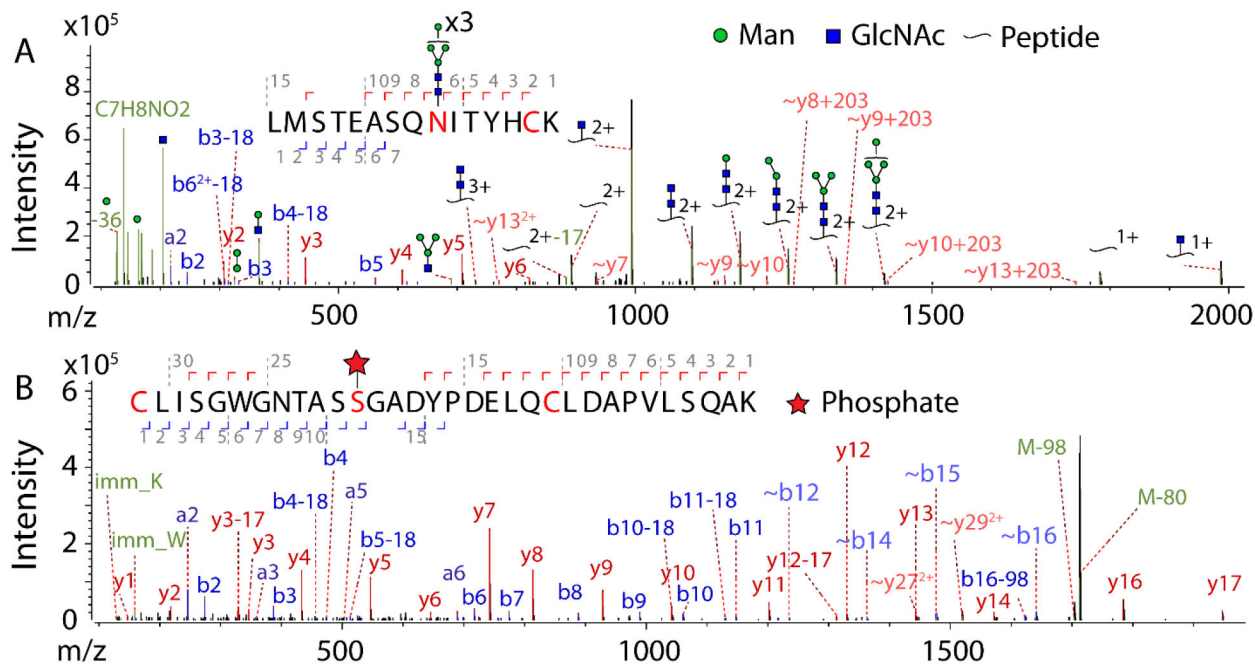 A
x10⁵
x3
Man GlcNAc Peptide
15 109 8 6 5 4 3 2 1
LMSTEASQNITYHCK
1 2 3 4 5 6 7
C7H8NO2
-36
b3-18
b6²⁺-18
a2
b2
y2
b3
b4-18
y3
b5
y4
y5
3+
~y13²⁺
2+
-17
y6
2+
~y7
2+
2+
~y9
2+
~y10
2+
2+
2+
~y8+203
~y9+203
~y10+203
~y13+203
1+
1+
Intensity
8
6
4
2
0
m/z
500
1000
1500
2000
B
x10⁵
30 25 15 109 8 7 6 5 4 3 2 1
CLISGWGNTASSGADYPDELQCLDAPVLSQAK
1 2 3 4 5 6 7 8 9 10 15
Phosphate
imm_K
imm_W
y1
y2
a2
b2
y3-17
y3
a3
b3
b4-18
y4
b4
a5
b5-18
y5
y6
a6
b6
y7
b7
y8
b8
y9
b9
b10-18
y10
b10
b11-18
b11
y11
~b12
y12-17
y12
~b14
~y27²⁺
y13
~b15
~y29²⁺
b16-98
y14
~b16
M-98
M-80
y16
y17
Intensity
6
4
2
0
m/z
500
1000
1500